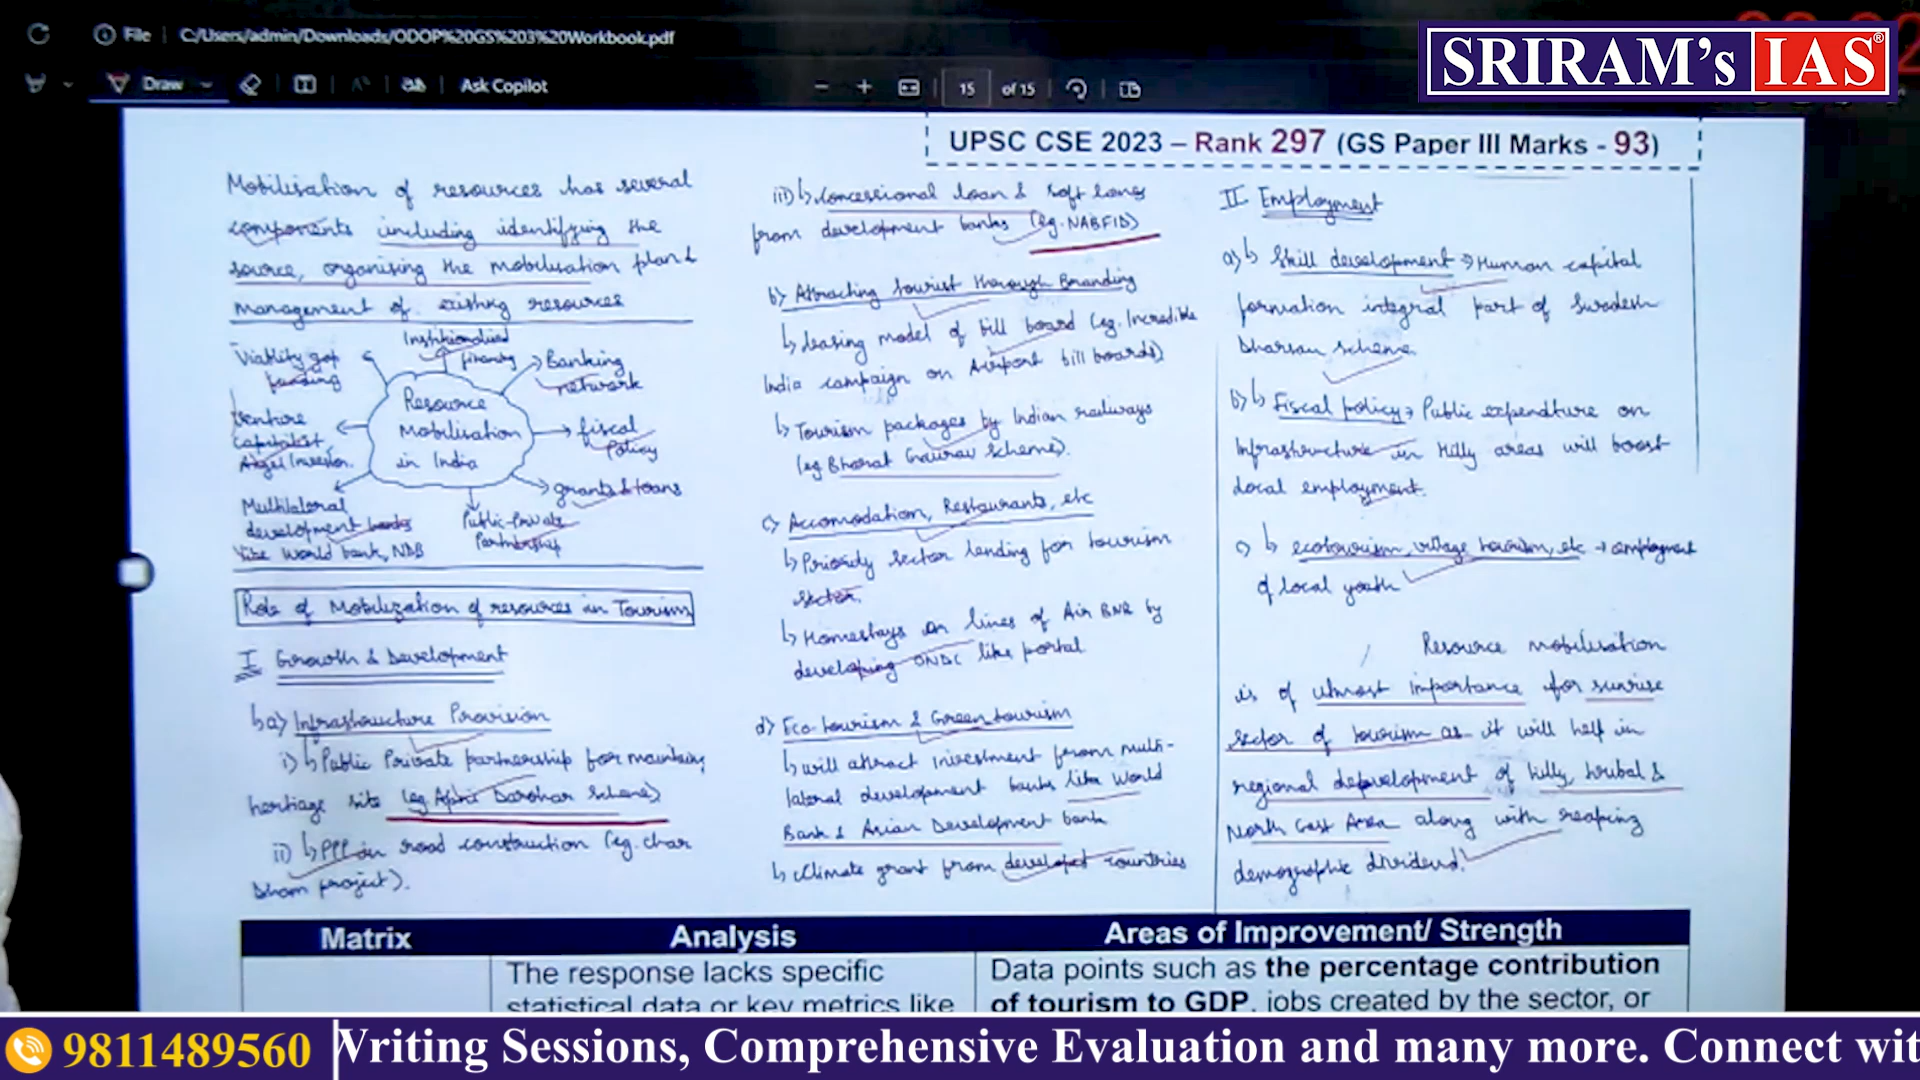 File
C:/Users/admin/Downloads/ODOP%20GS%203%20Workbook.pdf
SRIRAM's IAS®
Draw
Ask Copilot
15
of 15
UPSC CSE 2023 – Rank 297 (GS Paper III Marks - 93)
Mobilisation of resources has several
components including identifying the
source, organising the mobilisation plan &
management of existing resources
Viability gap
funding
Institutionalised
financing
Banking
network
Venture
capitalist
Angel Investor.
Resource
Mobilisation
in India
fiscal
Policy
grants & loans
Multilateral
development banks
like World bank, NDB
Public-Private
Partnership
Role of Mobilization of resources in Tourism
I Growth & Development
a) Infrastructure Provision
i) Public Private partnership for maintaing
heritage site (eg Apni Darohar Scheme)
ii) PPP in road construction (eg. char
Dham project).
iii) Concessional loan & soft loans
from development banks (eg. NABFID)
b) Attracting tourist through Branding
leasing model of bill board (eg. Incredible
India campaign on Airport bill boards)
Tourism packages by Indian railways
(eg Bharat Gaurav Scheme).
c) Accomodation, Restaurants, etc
Priority sector lending for tourism
sector.
Homestays on lines of Air BNB by
developing ONDC like portal
d) Eco-tourism & Green tourism
will attract investment from multi-
lateral development banks like World
Bank & Asian Development bank
Climate grant from developed countries
II Employment
a) Skill development → Human capital
formation integral part of Swadesh
Dharsan scheme.
b) Fiscal policy → Public expenditure on
Infrastructure in Hilly areas will boost
local employment.
c) ecotourism, village tourism, etc → employment
of local youth
Resource mobilisation
is of utmost importance for sunrise
sector of tourism as it will help in
regional development of hilly, tribal &
North East Area along with reaping
demographic dividend.
Matrix
Analysis
Areas of Improvement/ Strength
The response lacks specific
statistical data or key metrics like
Data points such as the percentage contribution
of tourism to GDP, jobs created by the sector, or
9811489560
Writing Sessions, Comprehensive Evaluation and many more. Connect wit